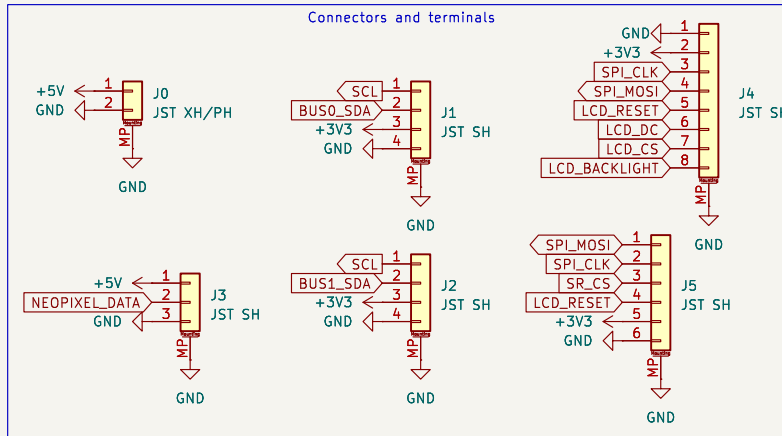 Connectors and terminals
+5V 1
GND 2
J0
JST XH/PH
MP
GND
SCL 1
BUS0_SDA 2
+3V3 3
GND 4
J1
JST SH
MP
GND
GND 1
+3V3 2
SPI_CLK 3
SPI_MOSI 4
LCD_RESET 5
LCD_DC 6
LCD_CS 7
LCD_BACKLIGHT 8
J4
JST SH
MP
GND
+5V 1
NEOPIXEL_DATA 2
GND 3
J3
JST SH
MP
GND
SCL 1
BUS1_SDA 2
+3V3 3
GND 4
J2
JST SH
MP
GND
SPI_MOSI 1
SPI_CLK 2
SR_CS 3
LCD_RESET 4
+3V3 5
GND 6
J5
JST SH
MP
GND